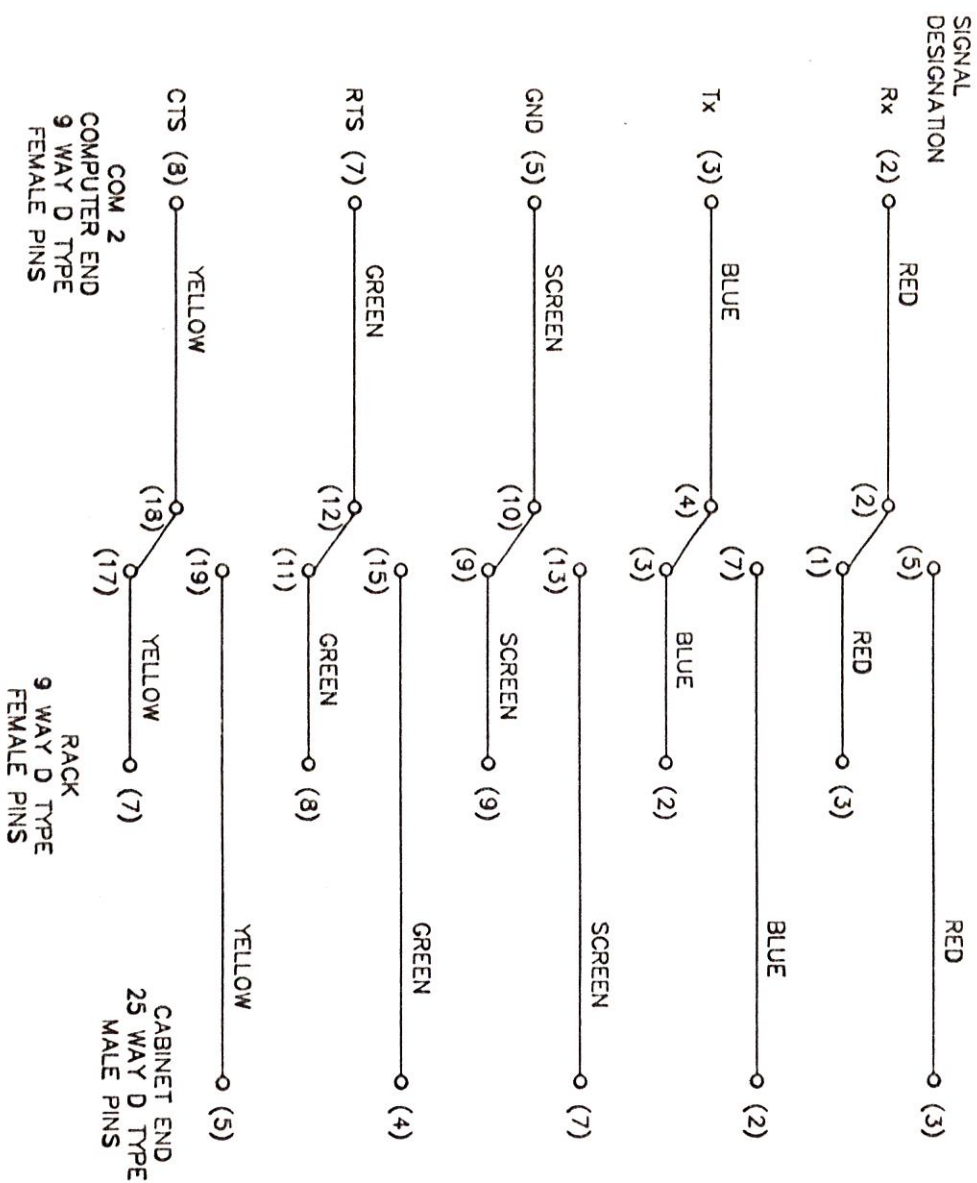 SIGNAL
DESIGNATION
RED
(5)
(3)
Rx (2)
RED
(2)
(1)
RED
(3)
BLUE
(7)
(2)
Tx (3)
BLUE
(4)
(3)
BLUE
(2)
SCREEN
(13)
(7)
GND (5)
SCREEN
(10)
(9)
SCREEN
(9)
GREEN
(15)
(4)
RTS (7)
GREEN
(12)
(11)
GREEN
(8)
YELLOW
(19)
(5)
CTS (8)
YELLOW
(18)
(17)
YELLOW
(7)
COM 2
COMPUTER END
9 WAY D TYPE
FEMALE PINS
RACK
9 WAY D TYPE
FEMALE PINS
CABINET END
25 WAY D TYPE
MALE PINS